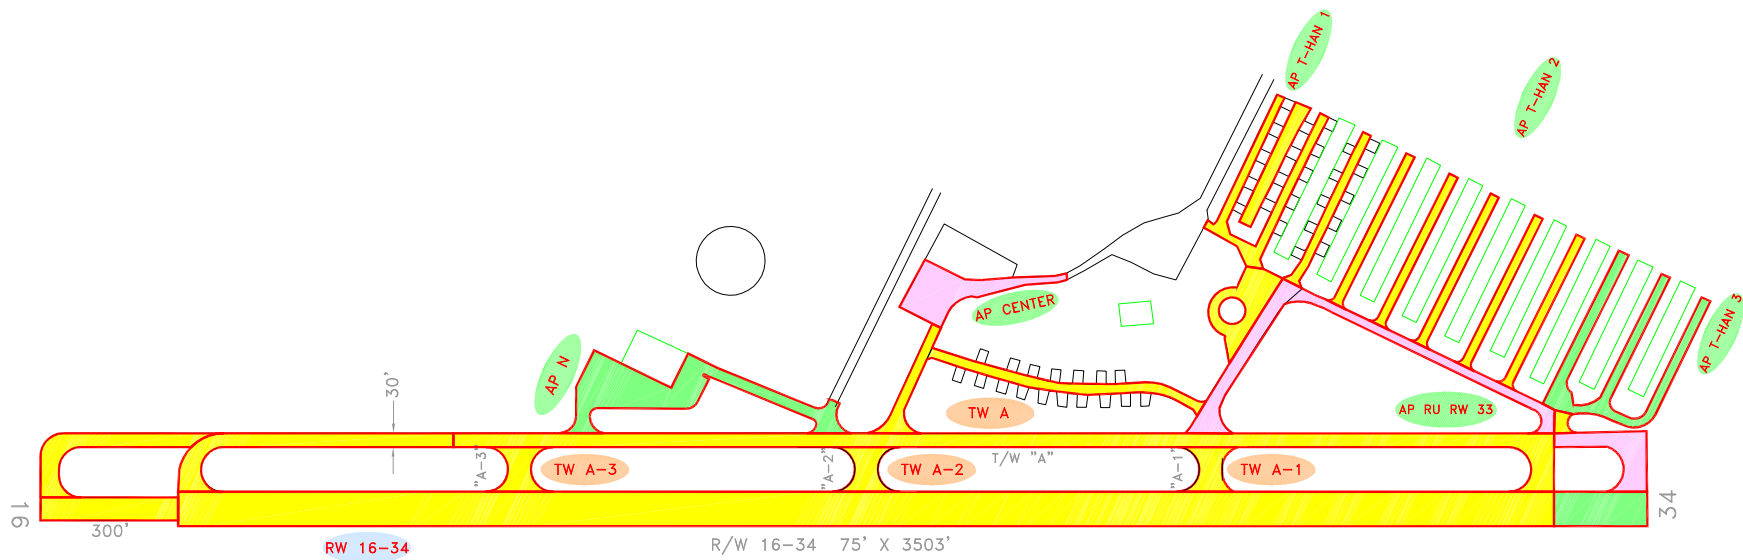 AP T-HAN 1
AP T-HAN 2
AP T-HAN 3
AP CENTER
AP N
30'
TW A
AP RU RW 33
"A-3"
TW A-3
"A-2"
TW A-2
T/W "A"
"A-1"
TW A-1
16
34
300'
RW 16-34
R/W 16-34 75' X 3503'